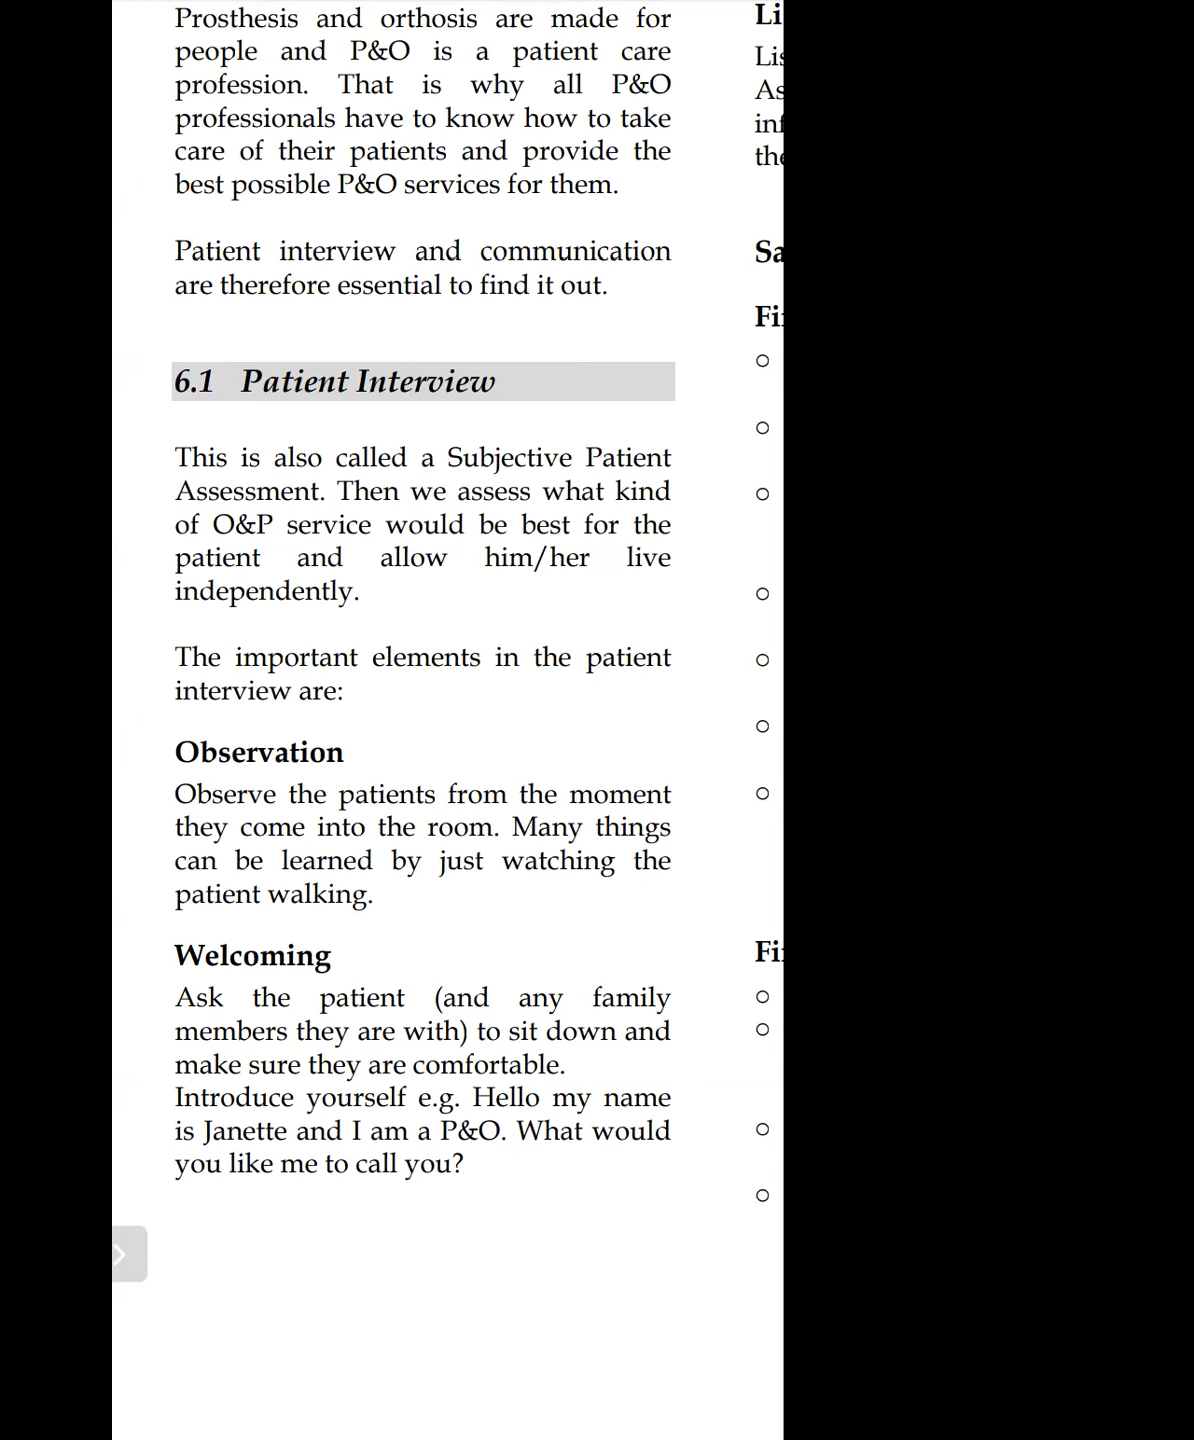 Prosthesis and orthosis are made for
people and P&O is a patient care
profession. That is why all P&O
professionals have to know how to take
care of their patients and provide the
best possible P&O services for them.
Patient interview and communication
are therefore essential to find it out.
6.1 Patient Interview
This is also called a Subjective Patient
Assessment. Then we assess what kind
of O&P service would be best for the
patient and allow him/her live
independently.
The important elements in the patient
interview are:
Observation
Observe the patients from the moment
they come into the room. Many things
can be learned by just watching the
patient walking.
Welcoming
Ask the patient (and any family
members they are with) to sit down and
make sure they are comfortable.
Introduce yourself e.g. Hello my name
is Janette and I am a P&O. What would
you like me to call you?